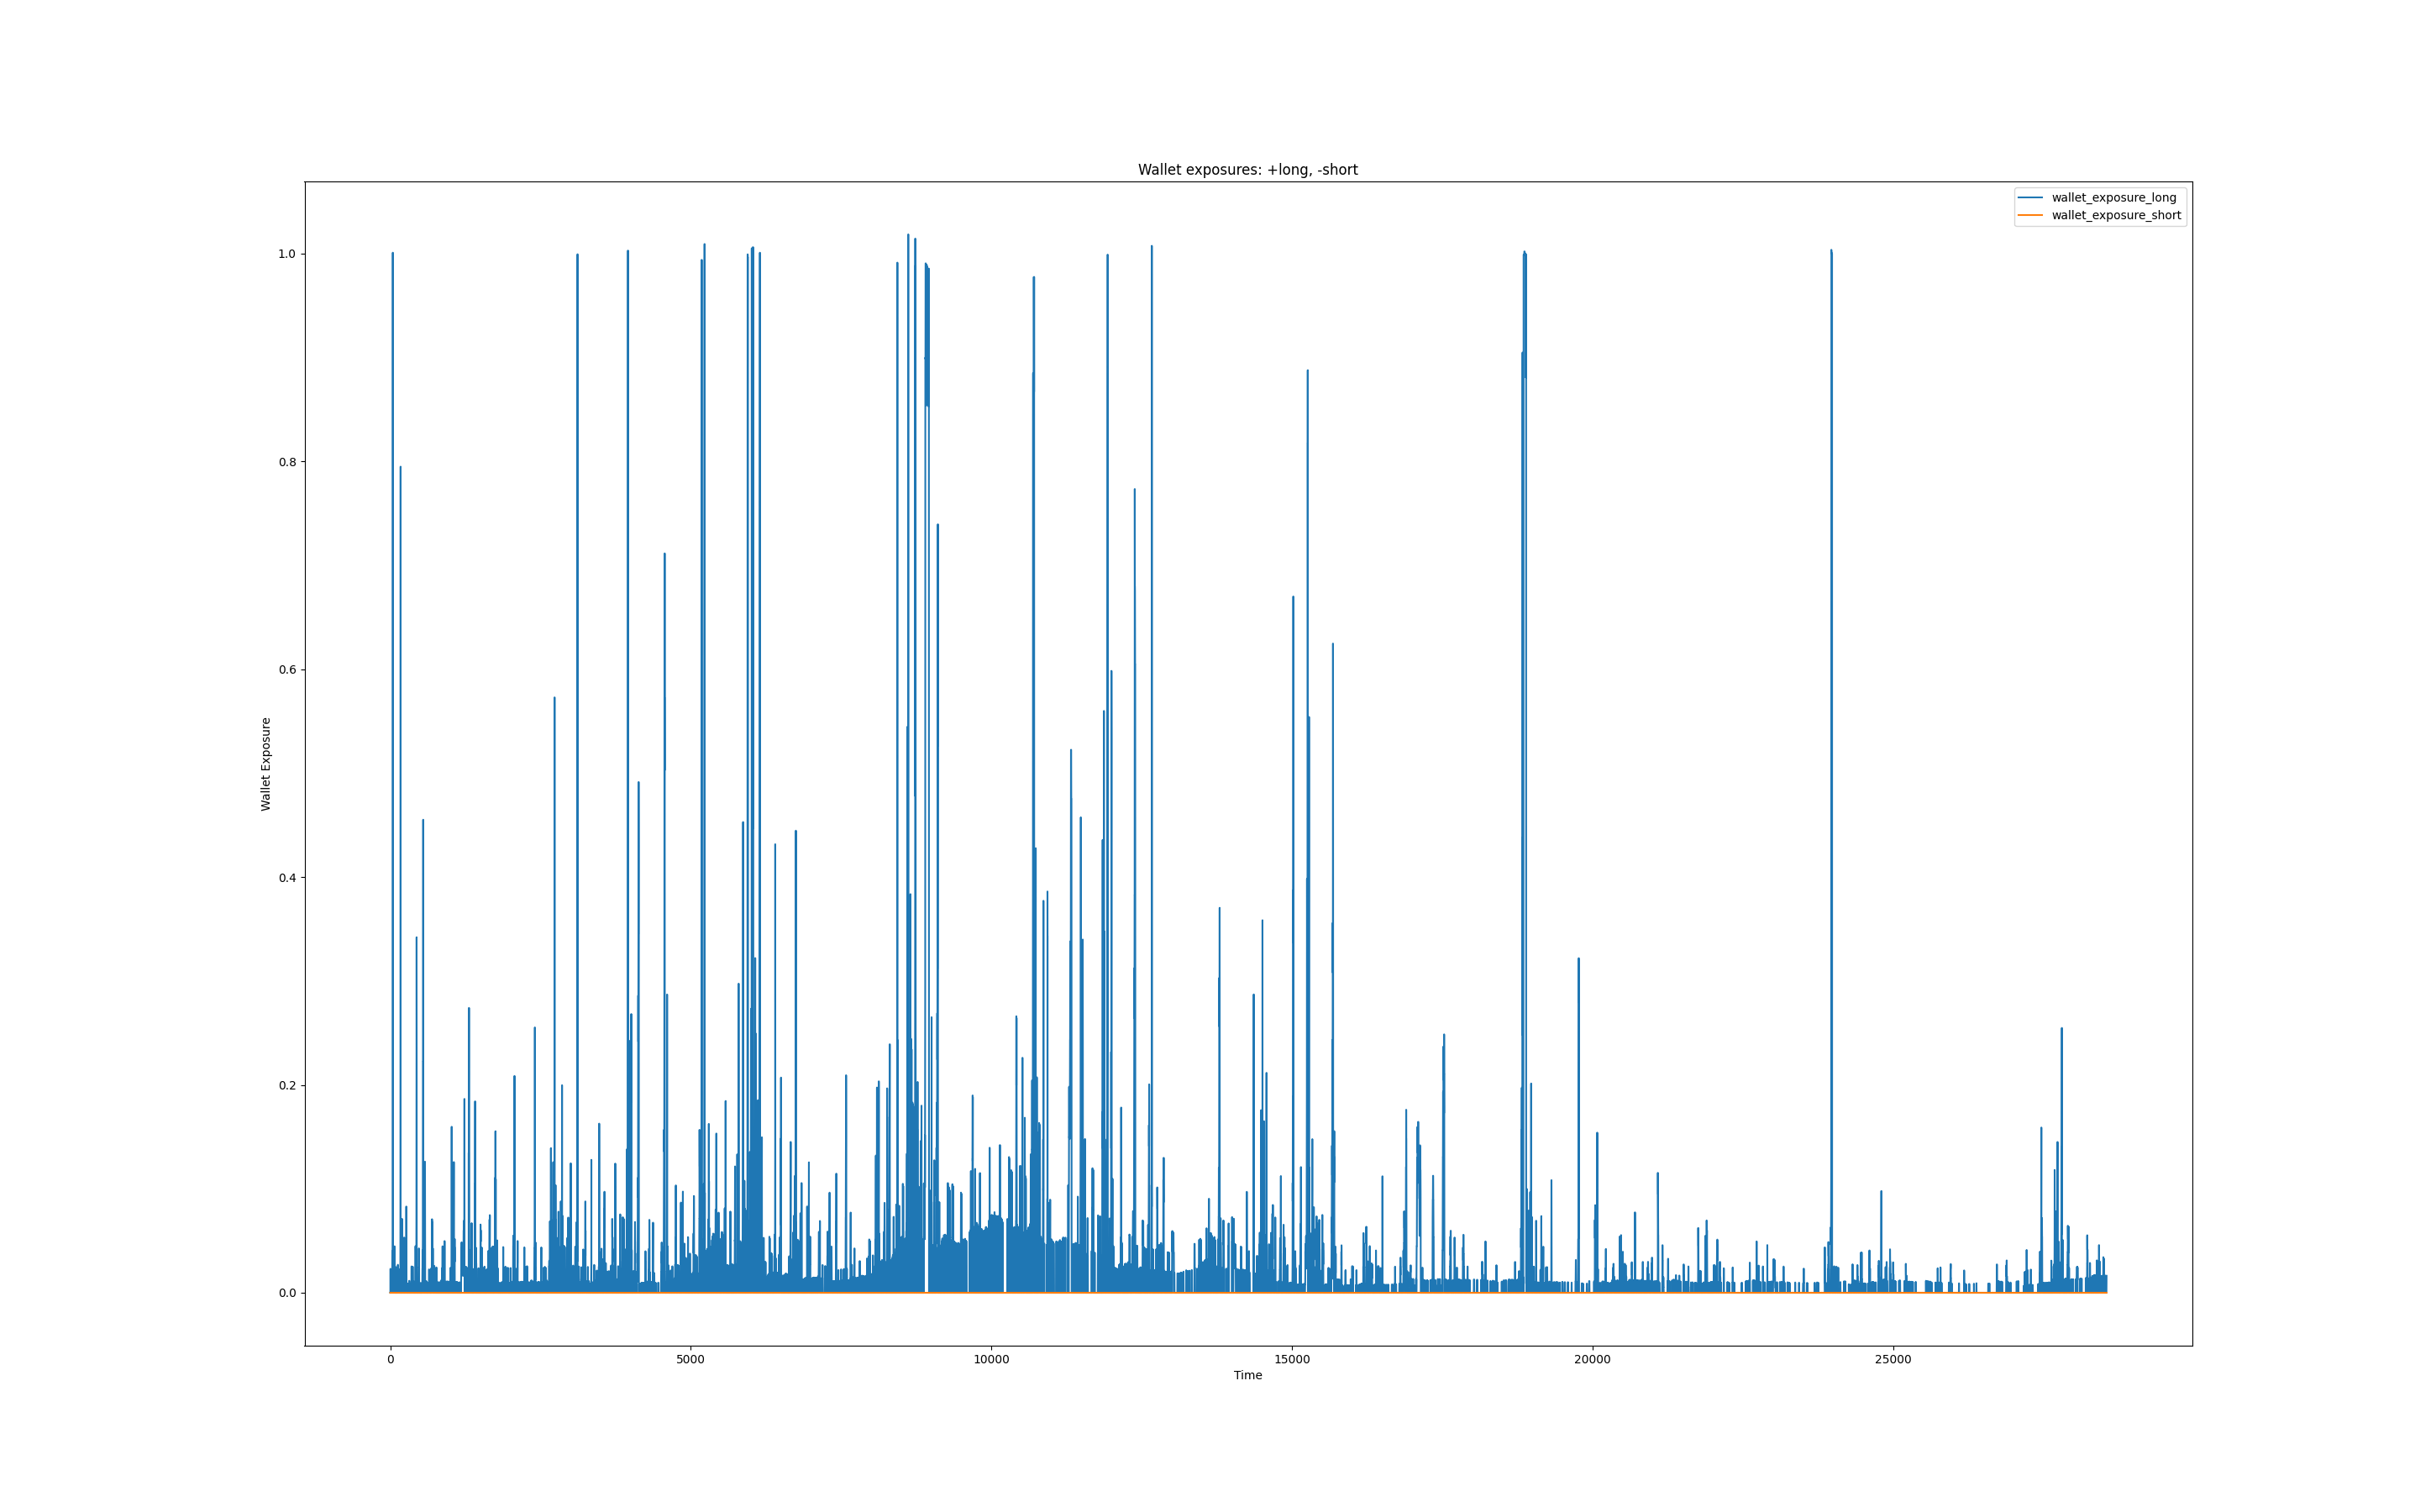 Wallet exposures: +long, -short
wallet_exposure_long
wallet_exposure_short
1.0
0.8
0.6
0.4
0.2
0.0
Wallet Exposure
0 5000 10000 15000 20000 25000
Time